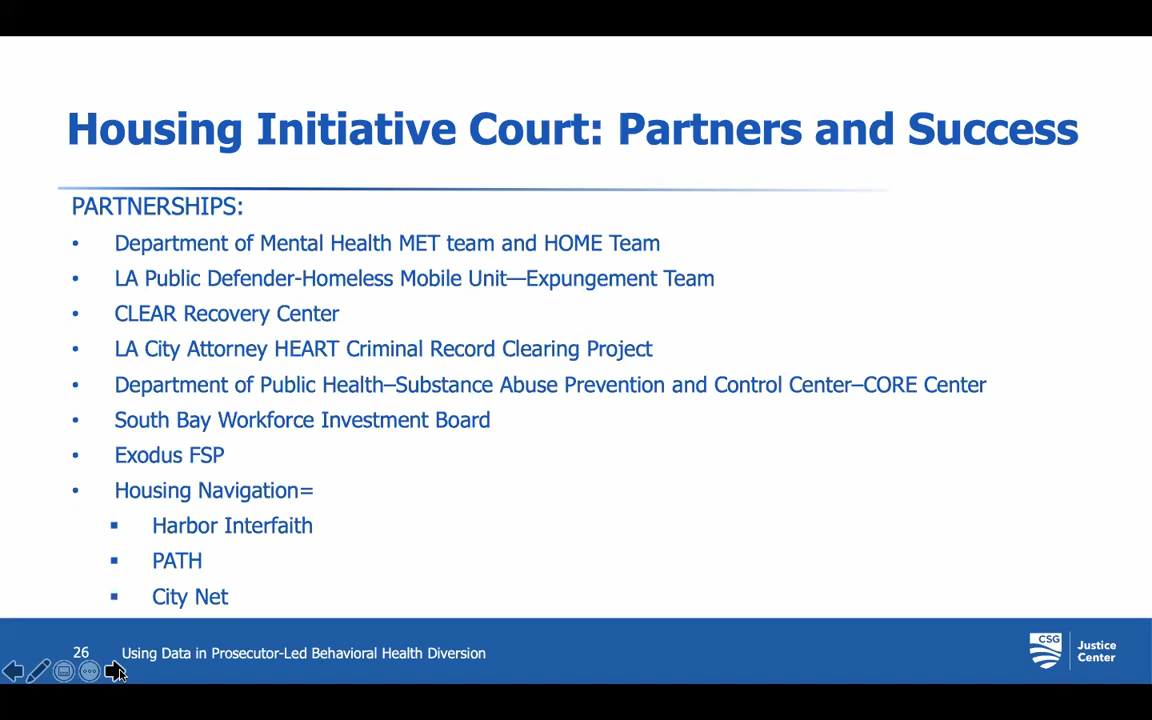 Housing Initiative Court: Partners and Success
PARTNERSHIPS:
• Department of Mental Health MET team and HOME Team
• LA Public Defender-Homeless Mobile Unit—Expungement Team
• CLEAR Recovery Center
• LA City Attorney HEART Criminal Record Clearing Project
• Department of Public Health–Substance Abuse Prevention and Control Center–CORE Center
• South Bay Workforce Investment Board
• Exodus FSP
• Housing Navigation=
▪ Harbor Interfaith
▪ PATH
▪ City Net
26 Using Data in Prosecutor-Led Behavioral Health Diversion
CSG Justice Center